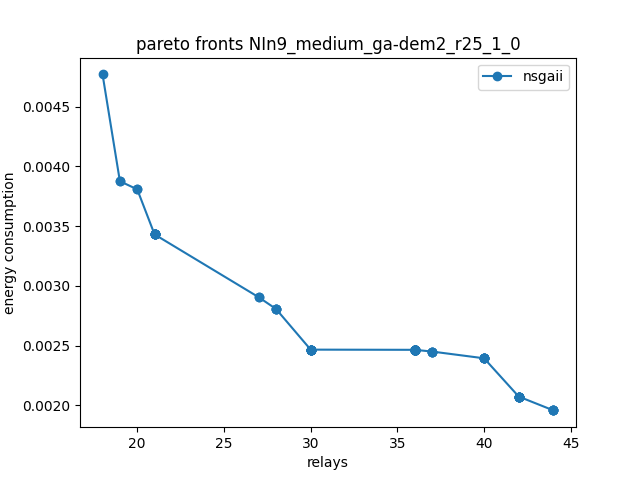 pareto fronts NIn9_medium_ga-dem2_r25_1_0
nsgaii
energy consumption
0.0045
0.0040
0.0035
0.0030
0.0025
0.0020
20 25 30 35 40 45
relays